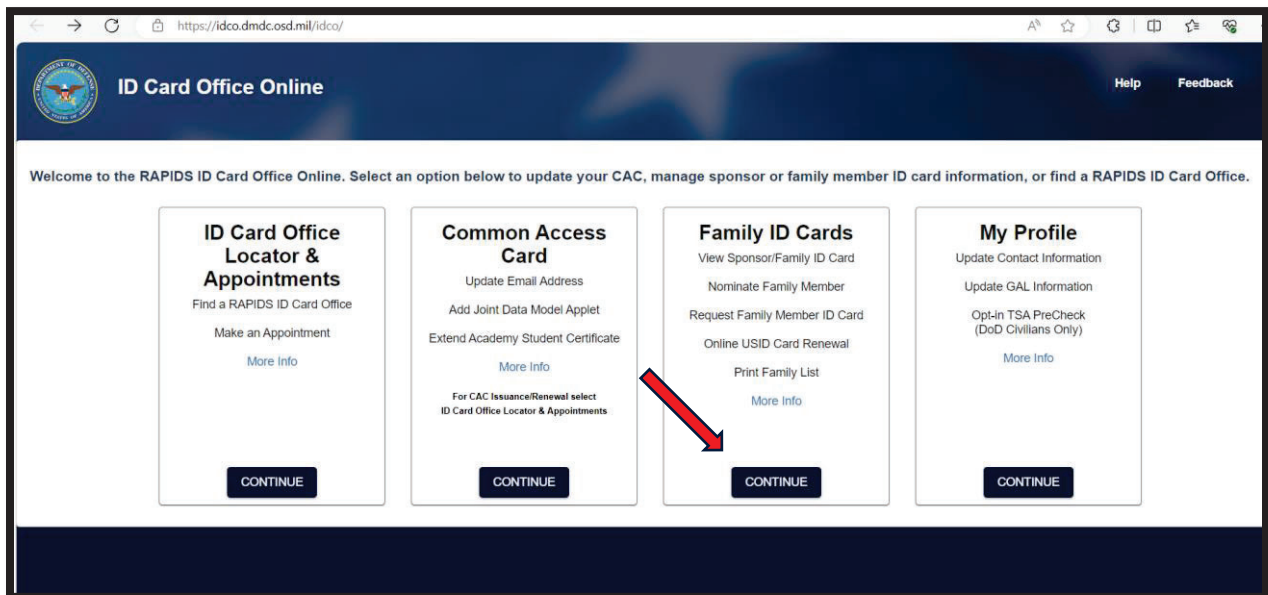 https://idco.dmdc.osd.mil/idco/
ID Card Office Online
Help
Feedback
Welcome to the RAPIDS ID Card Office Online. Select an option below to update your CAC, manage sponsor or family member ID card information, or find a RAPIDS ID Card Office.
ID Card Office
Locator &
Appointments
Find a RAPIDS ID Card Office
Make an Appointment
More Info
CONTINUE
Common Access
Card
Update Email Address
Add Joint Data Model Applet
Extend Academy Student Certificate
More Info
For CAC Issuance/Renewal select
ID Card Office Locator & Appointments
CONTINUE
Family ID Cards
View Sponsor/Family ID Card
Nominate Family Member
Request Family Member ID Card
Online USID Card Renewal
Print Family List
More Info
CONTINUE
My Profile
Update Contact Information
Update GAL Information
Opt-in TSA PreCheck
(DoD Civilians Only)
More Info
CONTINUE